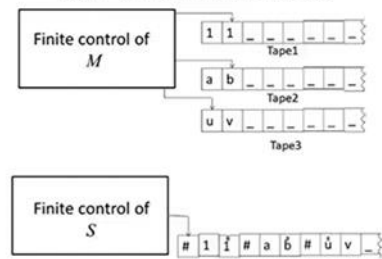 Finite control of
M
1 1 _ _ _ _ _ _
Tape1
a b _ _ _ _ _ _
Tape2
u v _ _ _ _ _ _
Tape3
Finite control of
S
# 1 1̇ # a ḃ # u̇ v _